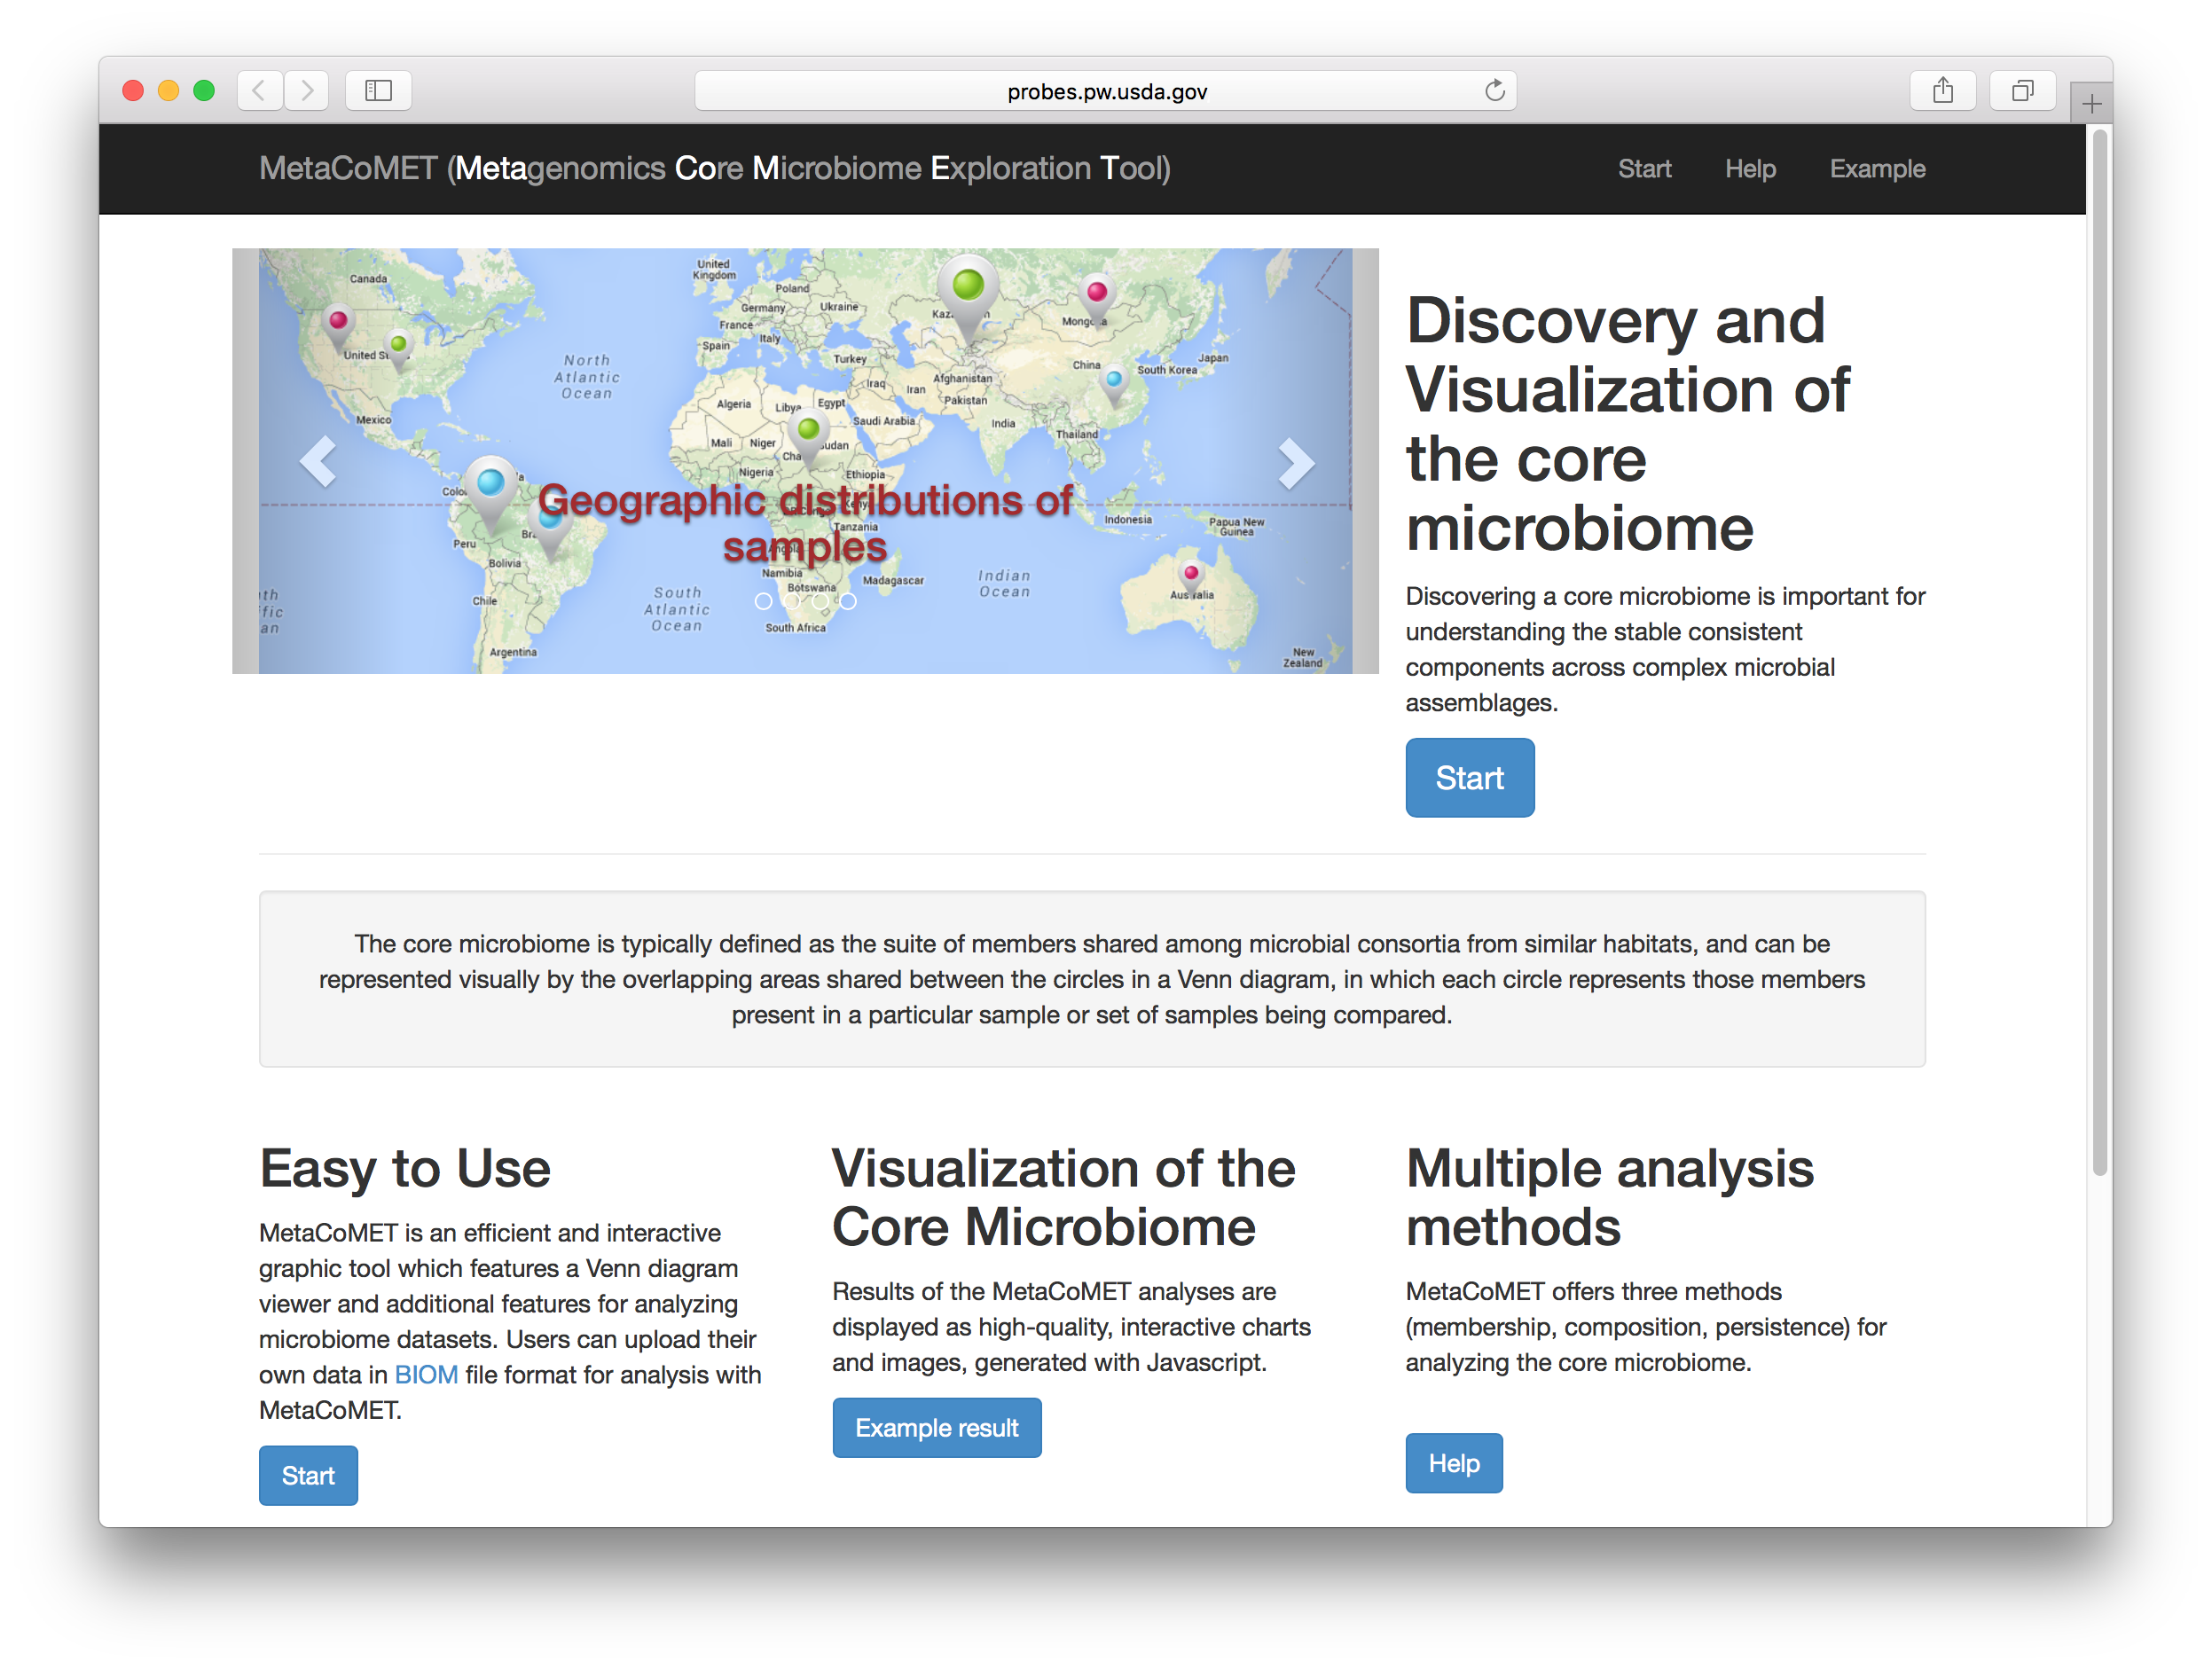 probes.pw.usda.gov
MetaCoMET (Metagenomics Core Microbiome Exploration Tool)
Start
Help
Example
Canada
United
Kingdom
Poland
Germany
Ukraine
France
Italy
Spain
Turkey
Mexico
North
Atlantic
Ocean
Iraq
Iran
Afghanistan
Pakistan
China
South Korea
Japan
Algeria
Libya
Egypt
Saudi Arabia
India
Thailand
Mali
Niger
Nigeria
Ethiopia
Kenya
Tanzania
Peru
Bolivia
Chile
Argentina
Namibia
Botswana
Madagascar
South Africa
South
Atlantic
Ocean
Indian
Ocean
Indonesia
Papua New
Guinea
Australia
New
Zealand
Geographic distributions of
samples
Discovery and
Visualization of
the core
microbiome
Discovering a core microbiome is important for
understanding the stable consistent
components across complex microbial
assemblages.
Start
The core microbiome is typically defined as the suite of members shared among microbial consortia from similar habitats, and can be
represented visually by the overlapping areas shared between the circles in a Venn diagram, in which each circle represents those members
present in a particular sample or set of samples being compared.
Easy to Use
MetaCoMET is an efficient and interactive
graphic tool which features a Venn diagram
viewer and additional features for analyzing
microbiome datasets. Users can upload their
own data in BIOM file format for analysis with
MetaCoMET.
Start
Visualization of the
Core Microbiome
Results of the MetaCoMET analyses are
displayed as high-quality, interactive charts
and images, generated with Javascript.
Example result
Multiple analysis
methods
MetaCoMET offers three methods
(membership, composition, persistence) for
analyzing the core microbiome.
Help